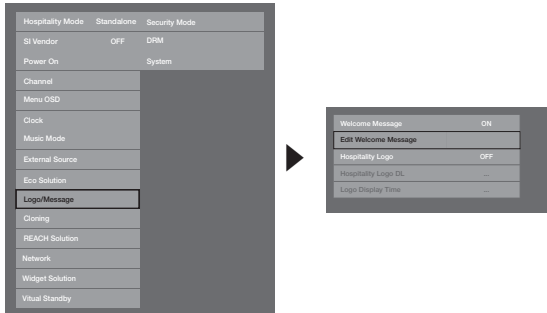 Hospitality Mode Standalone Security Mode
SI Vendor OFF DRM
Power On System
Channel
Menu OSD
Clock
Music Mode
External Source
Eco Solution
Logo/Message
Cloning
REACH Solution
Network
Widget Solution
Vitual Standby
Welcome Message ON
Edit Welcome Message
Hospitality Logo OFF
Hospitality Logo DL ...
Logo Display Time ...